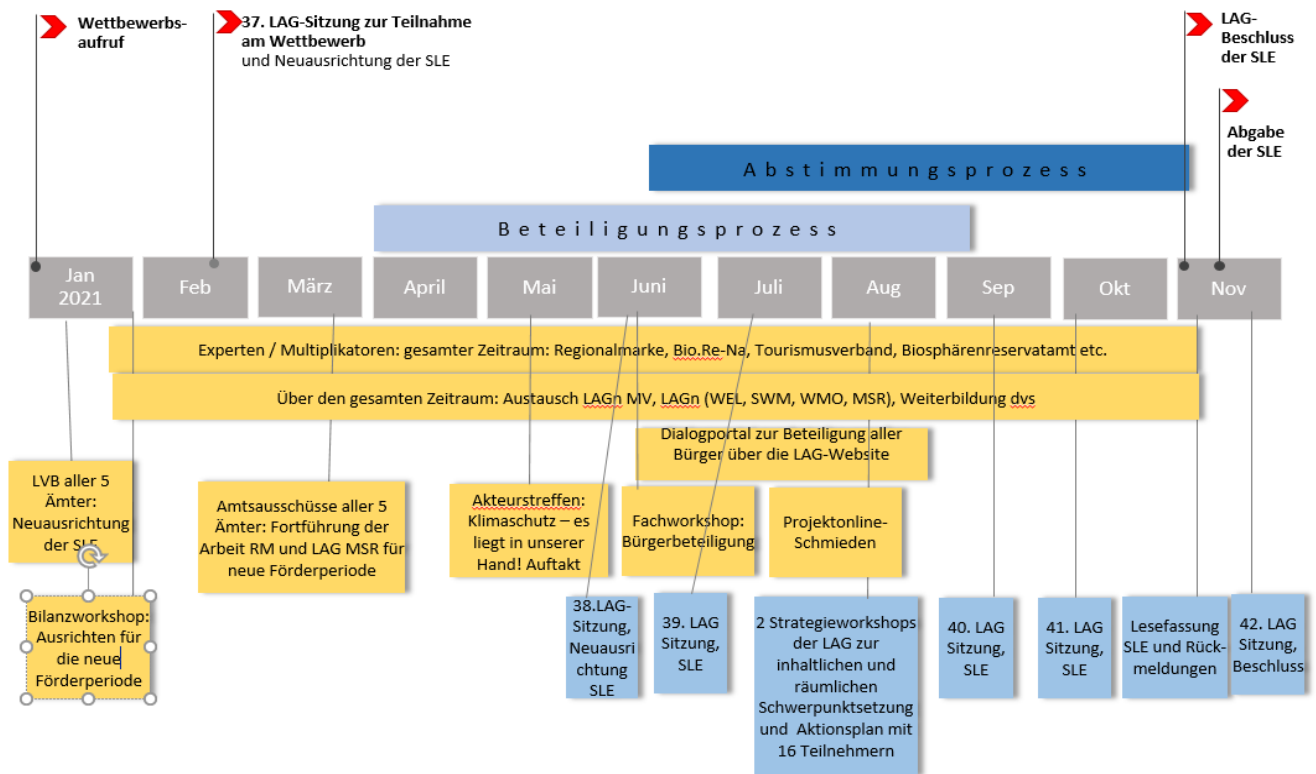 Wettbewerbs-
aufruf
37. LAG-Sitzung zur Teilnahme
am Wettbewerb
und Neuausrichtung der SLE
LAG-
Beschluss
der SLE
Abgabe
der SLE
Abstimmungsprozess
Beteiligungsprozess
Jan
2021
Feb
März
April
Mai
Juni
Juli
Aug
Sep
Okt
Nov
Experten / Multiplikatoren: gesamter Zeitraum: Regionalmarke, Bio.Re-Na, Tourismusverband, Biosphärenreservatamt etc.
Über den gesamten Zeitraum: Austausch LAGn MV, LAGn (WEL, SWM, WMO, MSR), Weiterbildung dvs
Dialogportal zur Beteiligung aller
Bürger über die LAG-Website
LVB aller 5
Ämter:
Neuausrichtung
der SLE
Amtsausschüsse aller 5
Ämter: Fortführung der
Arbeit RM und LAG MSR für
neue Förderperiode
Akteurstreffen:
Klimaschutz – es
liegt in unserer
Hand! Auftakt
Fachworkshop:
Bürgerbeteiligung
Projektonline-
Schmieden
Bilanzworkshop:
Ausrichten für
die neue
Förderperiode
38.LAG-
Sitzung,
Neuausri
chtung
SLE
39. LAG
Sitzung,
SLE
2 Strategieworkshops
der LAG zur
inhaltlichen und
räumlichen
Schwerpunktsetzung
und Aktionsplan mit
16 Teilnehmern
40. LAG
Sitzung,
SLE
41. LAG
Sitzung,
SLE
Lesefassung
SLE und Rück-
meldungen
42. LAG
Sitzung,
Beschluss